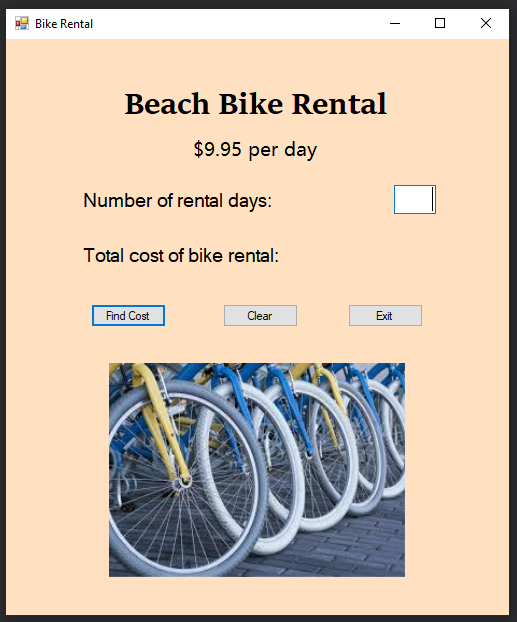 Bike Rental
Beach Bike Rental
$9.95 per day
Number of rental days:
Total cost of bike rental:
Find Cost Clear Exit